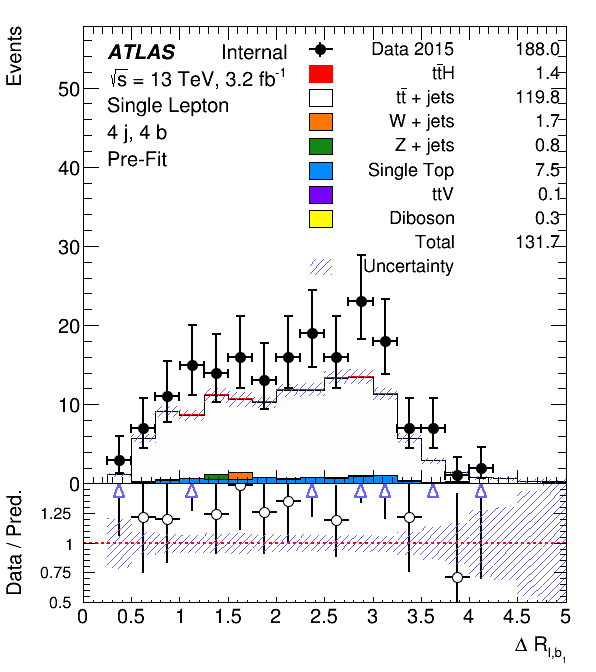 Events
ATLAS Internal
√s = 13 TeV, 3.2 fb⁻¹
Single Lepton
4 j, 4 b
Pre-Fit
Data 2015 188.0
tt̄H 1.4
tt̄ + jets 119.8
W + jets 1.7
Z + jets 0.8
Single Top 7.5
ttV 0.1
Diboson 0.3
Total 131.7
Uncertainty
50
40
30
20
10
0
Data / Pred.
1.25
1
0.75
0.5
0 0.5 1 1.5 2 2.5 3 3.5 4 4.5 5
Δ R_{l,b₁}